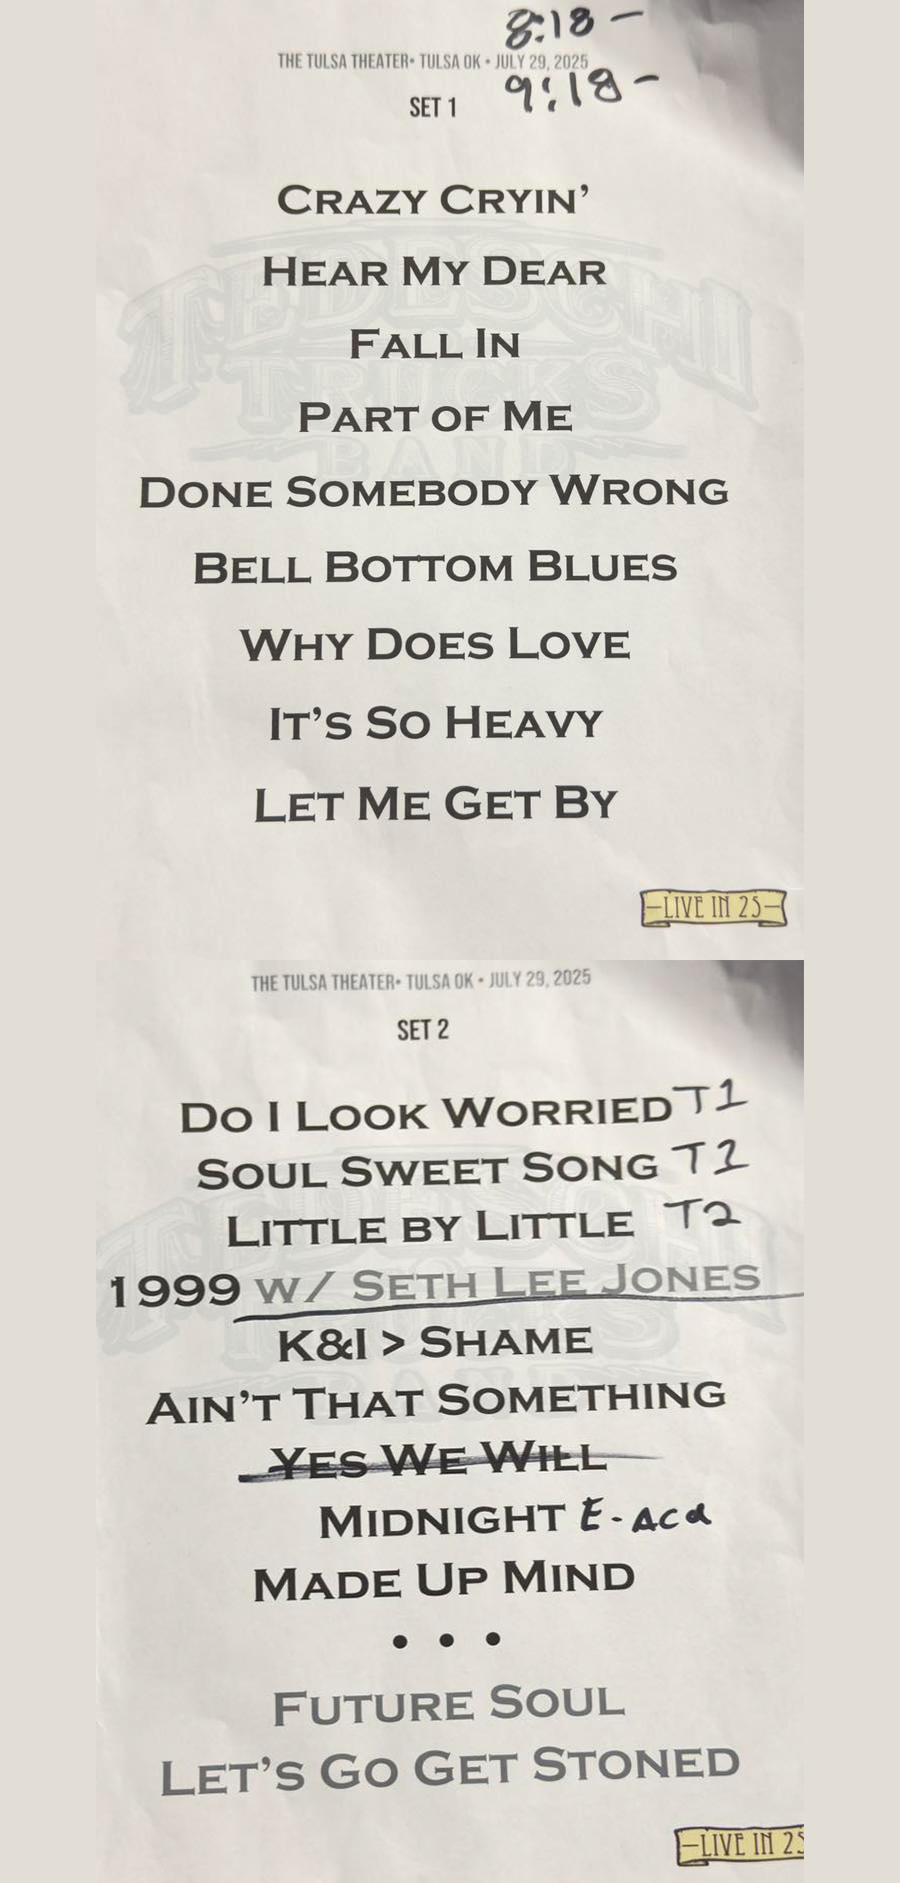 8:18 -
THE TULSA THEATER• TULSA OK • JULY 29, 2025
9:18 -
SET 1
CRAZY CRYIN’
HEAR MY DEAR
FALL IN
PART OF ME
DONE SOMEBODY WRONG
BELL BOTTOM BLUES
WHY DOES LOVE
IT’S SO HEAVY
LET ME GET BY
TEDESCHI
TRUCKS
BAND
—LIVE IN 25—
THE TULSA THEATER• TULSA OK • JULY 29, 2025
SET 2
DO I LOOK WORRIED T1
SOUL SWEET SONG T1
LITTLE BY LITTLE T2
1999 W/ SETH LEE JONES
K&I > SHAME
AIN’T THAT SOMETHING
YES WE WILL
MIDNIGHT E-ACA
MADE UP MIND
• • •
FUTURE SOUL
LET’S GO GET STONED
TEDESCHI
TRUCKS
BAND
—LIVE IN 25